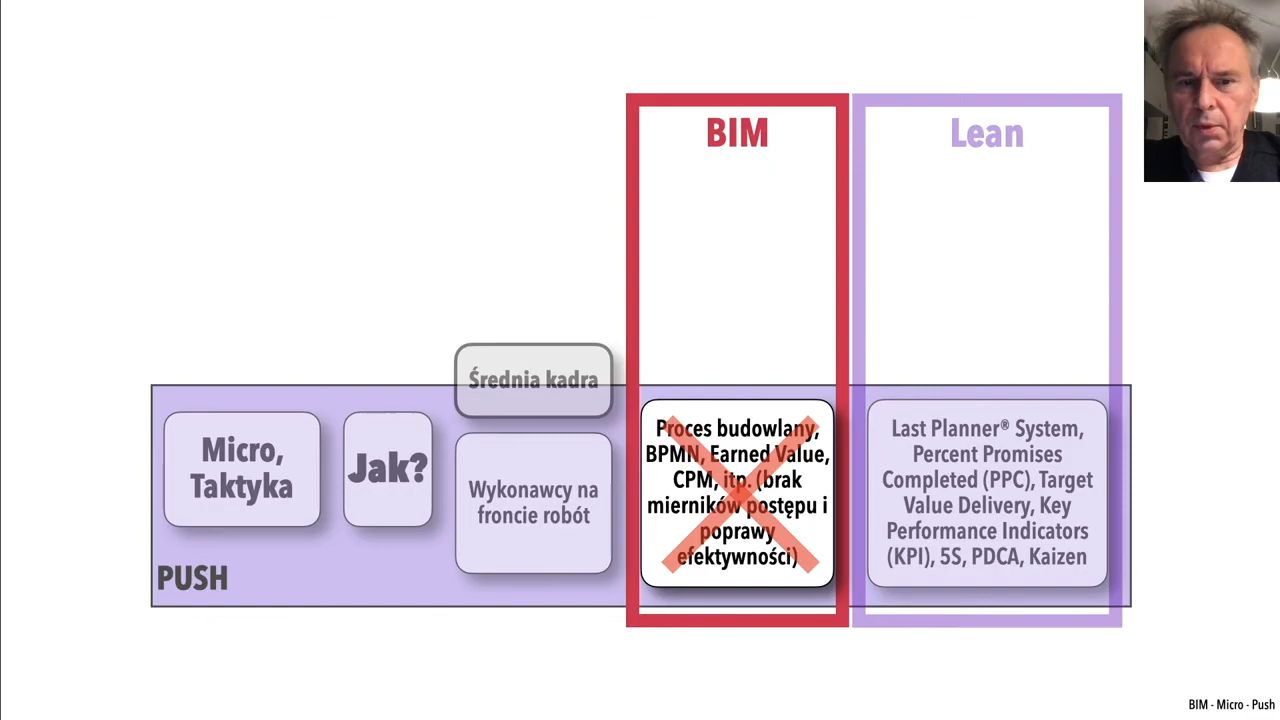 BIM
Lean
Średnia kadra
Micro,
Taktyka
Jak?
Wykonawcy na
froncie robót
Proces budowlany,
BPMN, Earned Value,
CPM, itp. (brak
mierników postępu i
poprawy
efektywności)
Last Planner® System,
Percent Promises
Completed (PPC), Target
Value Delivery, Key
Performance Indicators
(KPI), 5S, PDCA, Kaizen
PUSH
BIM - Micro - Push